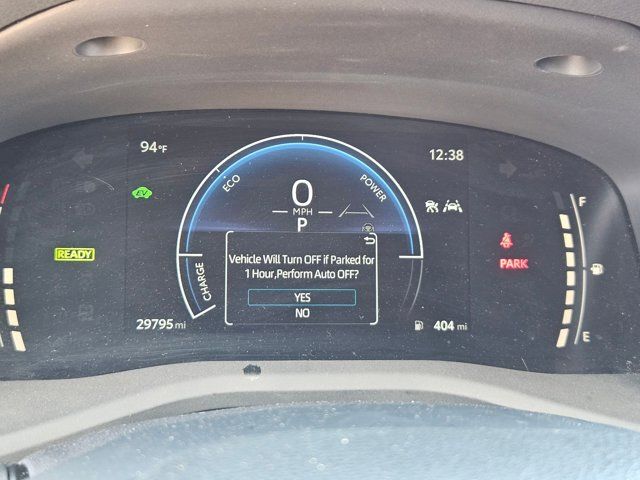 94°F
12:38
EV
ECO
POWER
0
MPH
P
READY
CHARGE
Vehicle Will Turn OFF if Parked for
1 Hour,Perform Auto OFF?
YES
NO
PARK
F
E
29795 mi
404 mi